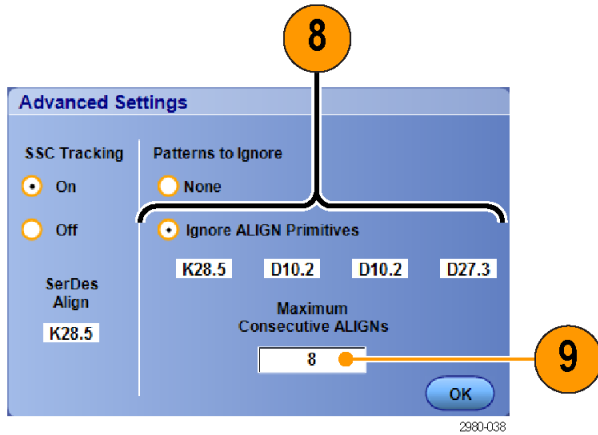 8
Advanced Settings
SSC Tracking
On
Off
SerDes
Align
K28.5
Patterns to Ignore
None
Ignore ALIGN Primitives
K28.5 D10.2 D10.2 D27.3
Maximum
Consecutive ALIGNs
8
9
OK
2980-038